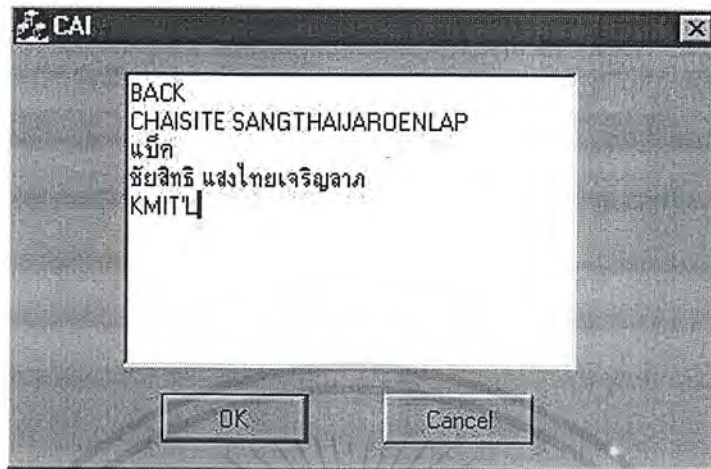 CAI
BACK
CHAISITE SANGTHAIJAROENLAP
แบ็ค
ชัยสิทธิ แสงไทยเจริญลาภ
KMIT'L
OK
Cancel